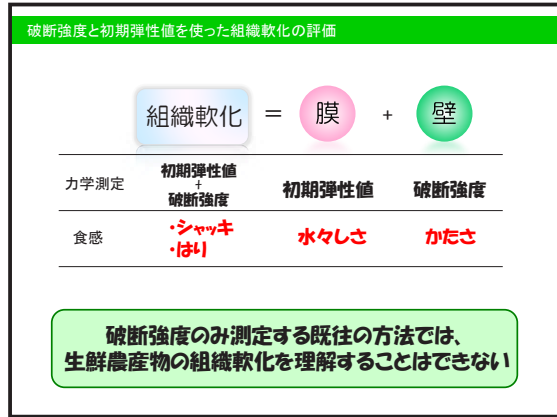 破断強度と初期弾性値を使った組織軟化の評価
組織軟化 = 膜 + 壁
力学測定 初期弾性値 + 破断強度 初期弾性値 破断強度
食感 ・シャッキ ・はり 水々しさ かたさ
破断強度のみ測定する既往の方法では、
生鮮農産物の組織軟化を理解することはできない